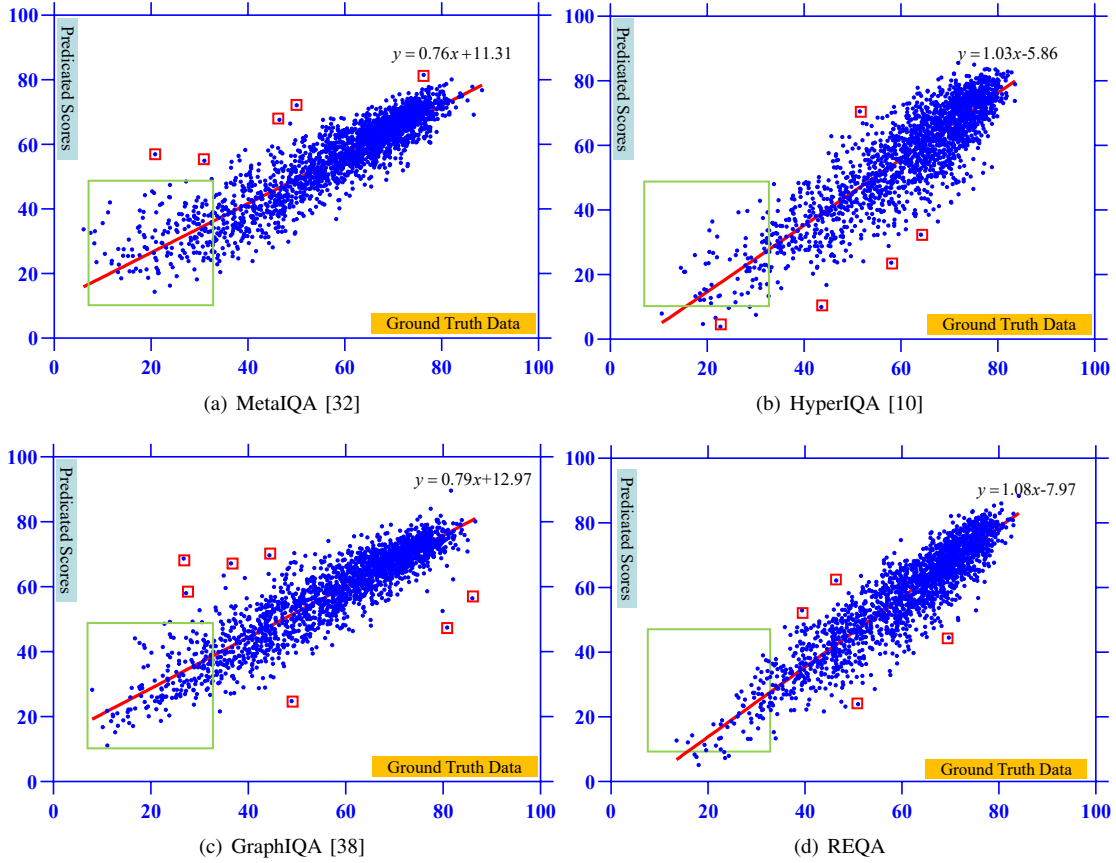 100
80
60
40
20
0
Predicated Scores
y = 0.76x+11.31
Ground Truth Data
0 20 40 60 80 100
(a) MetaIQA [32]
100
80
60
40
20
0
Predicated Scores
y=1.03x-5.86
Ground Truth Data
0 20 40 60 80 100
(b) HyperIQA [10]
100
80
60
40
20
0
Predicated Scores
y = 0.79x+12.97
Ground Truth Data
0 20 40 60 80 100
(c) GraphIQA [38]
100
80
60
40
20
0
Predicated Scores
y=1.08x-7.97
Ground Truth Data
0 20 40 60 80 100
(d) REQA